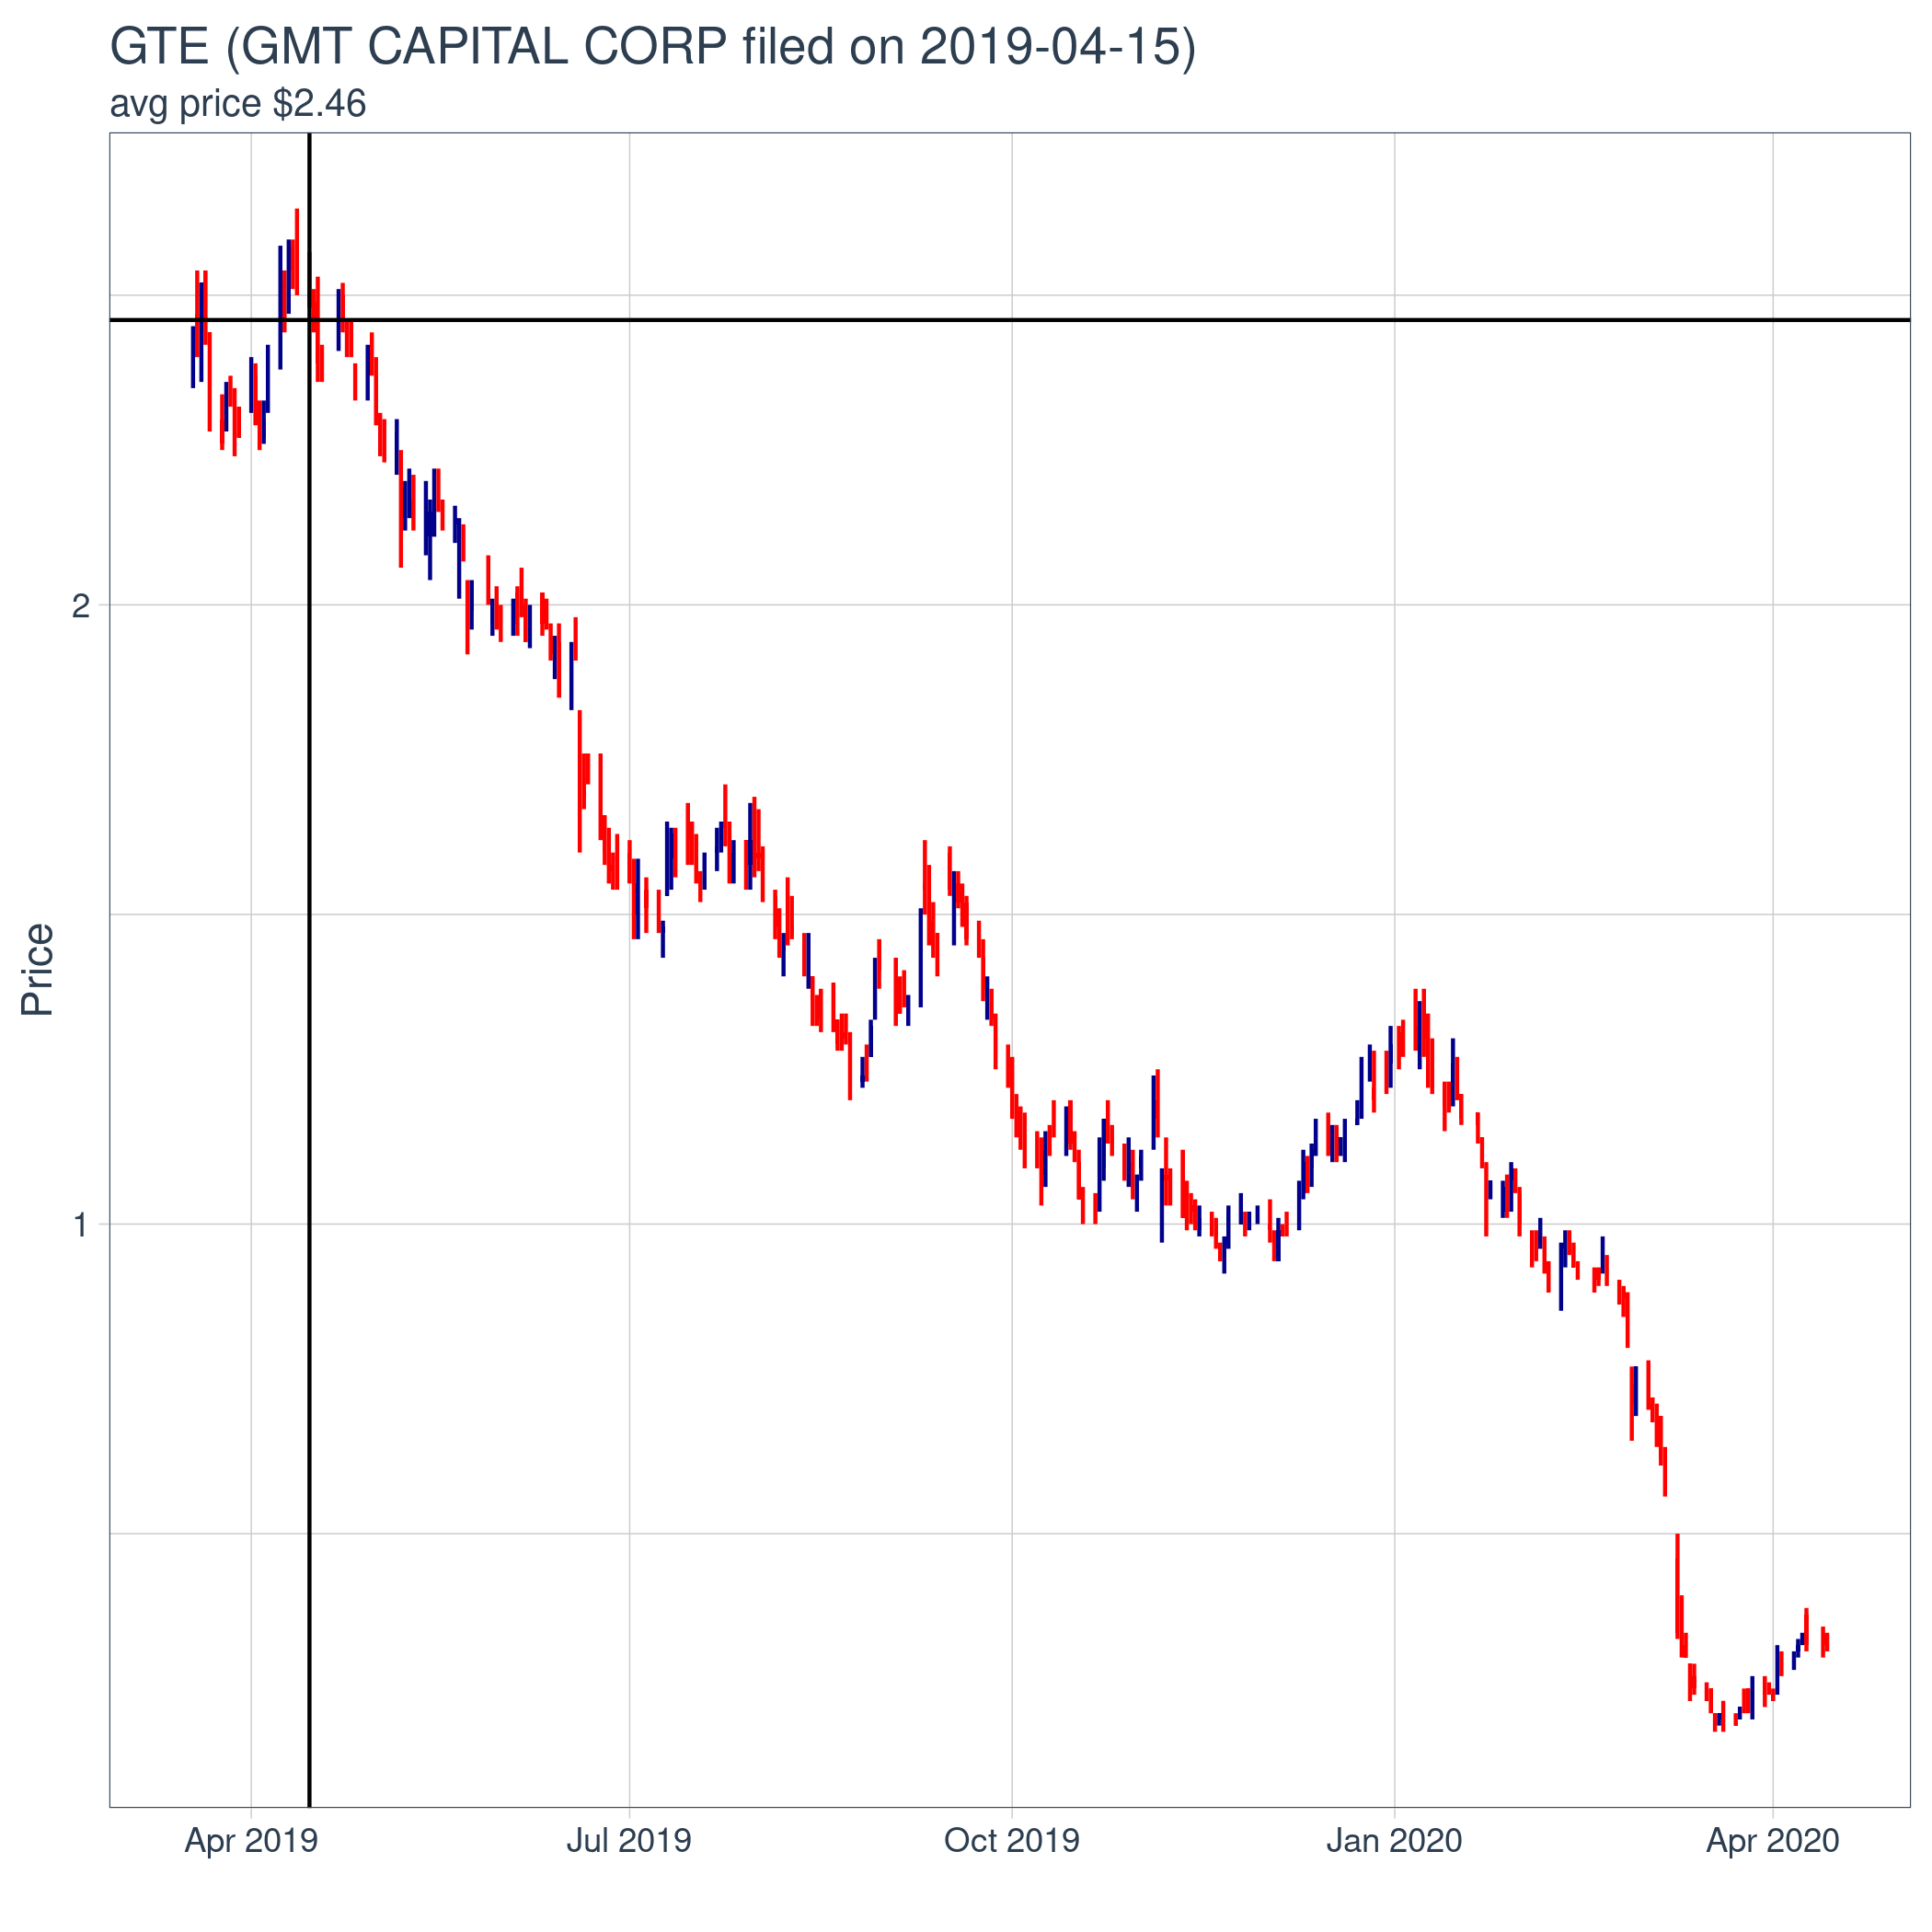 GTE (GMT CAPITAL CORP filed on 2019-04-15)
avg price $2.46
2
1
Price
Apr 2019
Jul 2019
Oct 2019
Jan 2020
Apr 2020